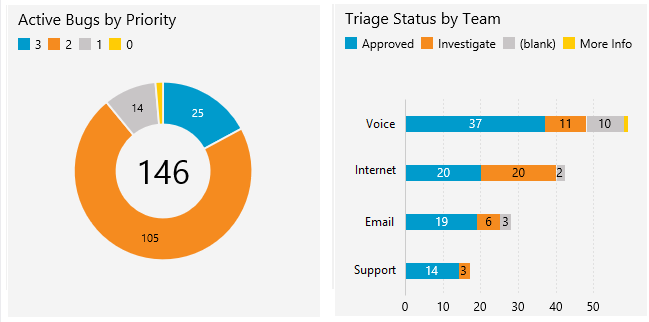 Active Bugs by Priority
3 2 1 0
25
14
146
105
Triage Status by Team
Approved Investigate (blank) More Info
Voice 37 11 10
Internet 20 20 2
Email 19 6 3
Support 14 3
0 10 20 30 40 50